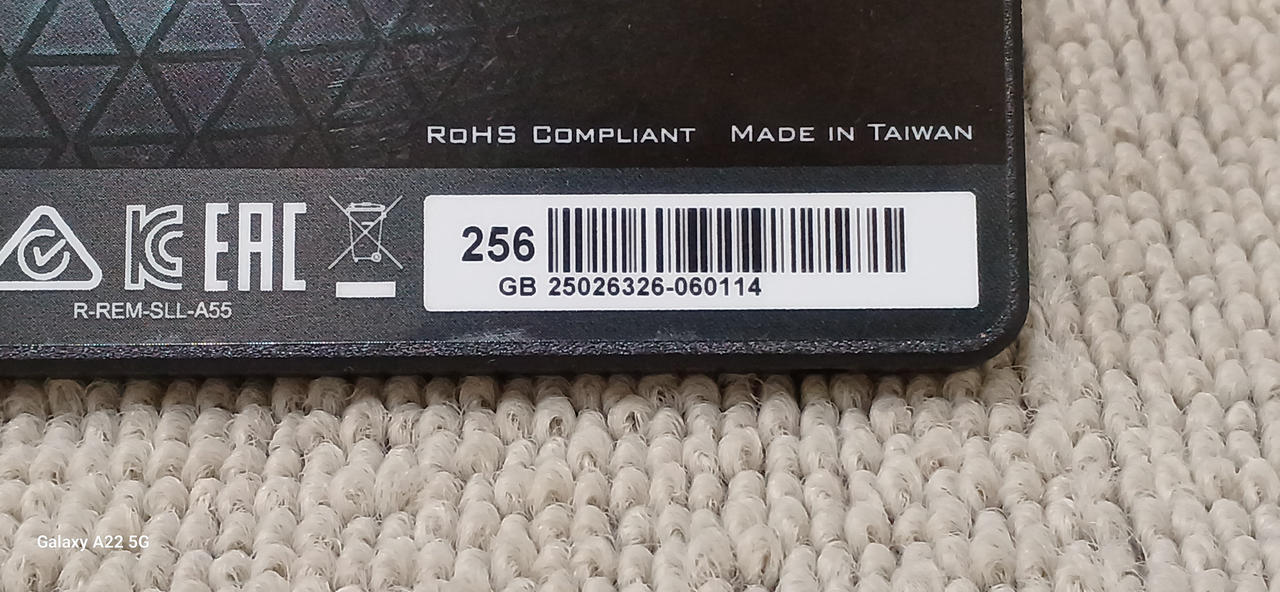 RoHS Compliant Made in Taiwan
EAC
256
GB 25026326-060114
R-REM-SLL-A55
Galaxy A22 5G